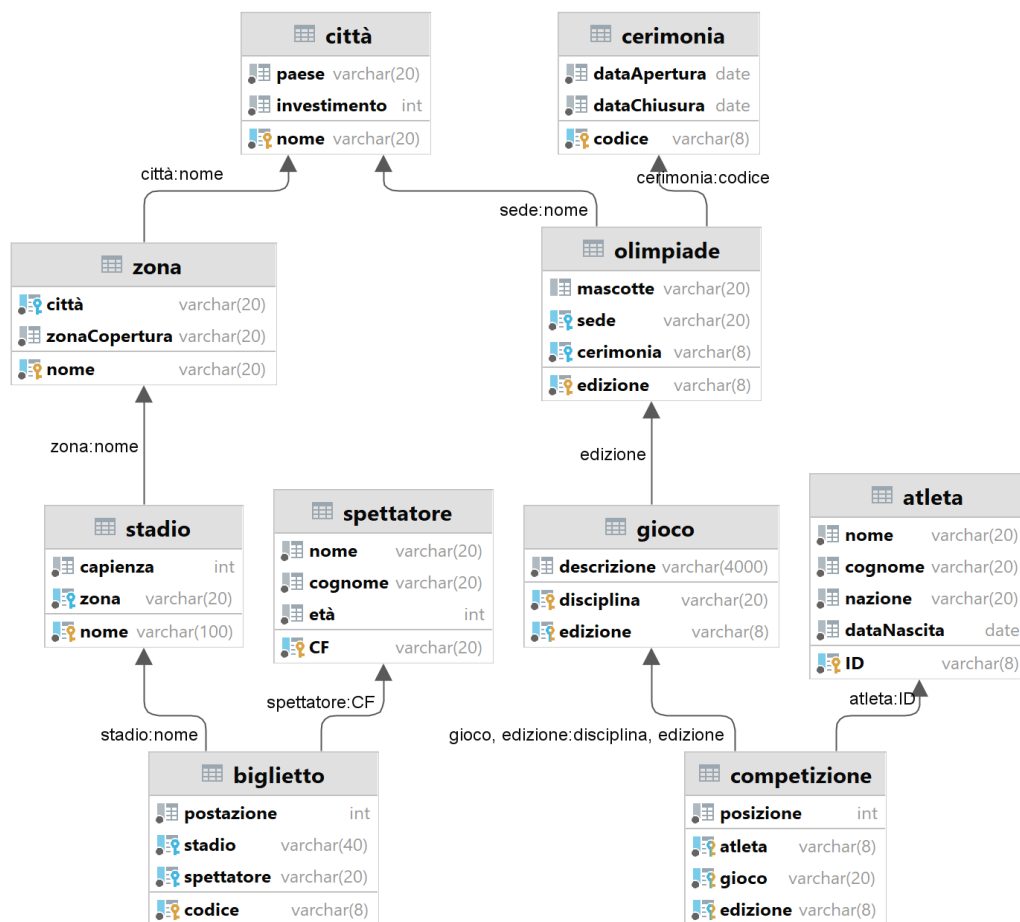 città
paese varchar(20)
investimento int
nome varchar(20)
cerimonia
dataApertura date
dataChiusura date
codice varchar(8)
città:nome
cerimonia:codice
sede:nome
zona
città varchar(20)
zonaCopertura varchar(20)
nome varchar(20)
olimpiade
mascotte varchar(20)
sede varchar(20)
cerimonia varchar(8)
edizione varchar(8)
zona:nome
edizione
stadio
capienza int
zona varchar(20)
nome varchar(100)
spettatore
nome varchar(20)
cognome varchar(20)
età int
CF varchar(20)
gioco
descrizione varchar(4000)
disciplina varchar(20)
edizione varchar(8)
atleta
nome varchar(20)
cognome varchar(20)
nazione varchar(20)
dataNascita date
ID varchar(8)
spettatore:CF
atleta:ID
stadio:nome
gioco, edizione:disciplina, edizione
biglietto
postazione int
stadio varchar(40)
spettatore varchar(20)
codice varchar(8)
competizione
posizione int
atleta varchar(8)
gioco varchar(20)
edizione varchar(8)